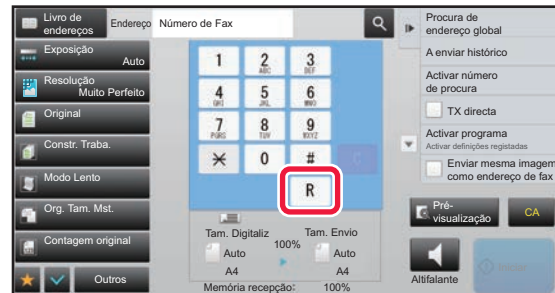 Livro de
endereços
Endereço
Número de Fax
Exposição
Auto
Resolução
Muito Perfeito
Original
Constr. Traba.
Modo Lento
Org. Tam. Mst.
Contagem original
Outros
1
2
ABC
3
DEF
4
GHI
5
JKL
6
MNO
7
PQRS
8
TUV
9
WXYZ
0
#
C
R
Tam. Digitaliz
100%
Tam. Envio
Auto
A4
Auto
A4
Memória recepção:
100%
Procura de
endereço global
A enviar histórico
Activar número
de procura
TX directa
Activar programa
Activar definições registadas
Enviar mesma imagem
como endereço de fax
Pré-
visualização
CA
Altifalante